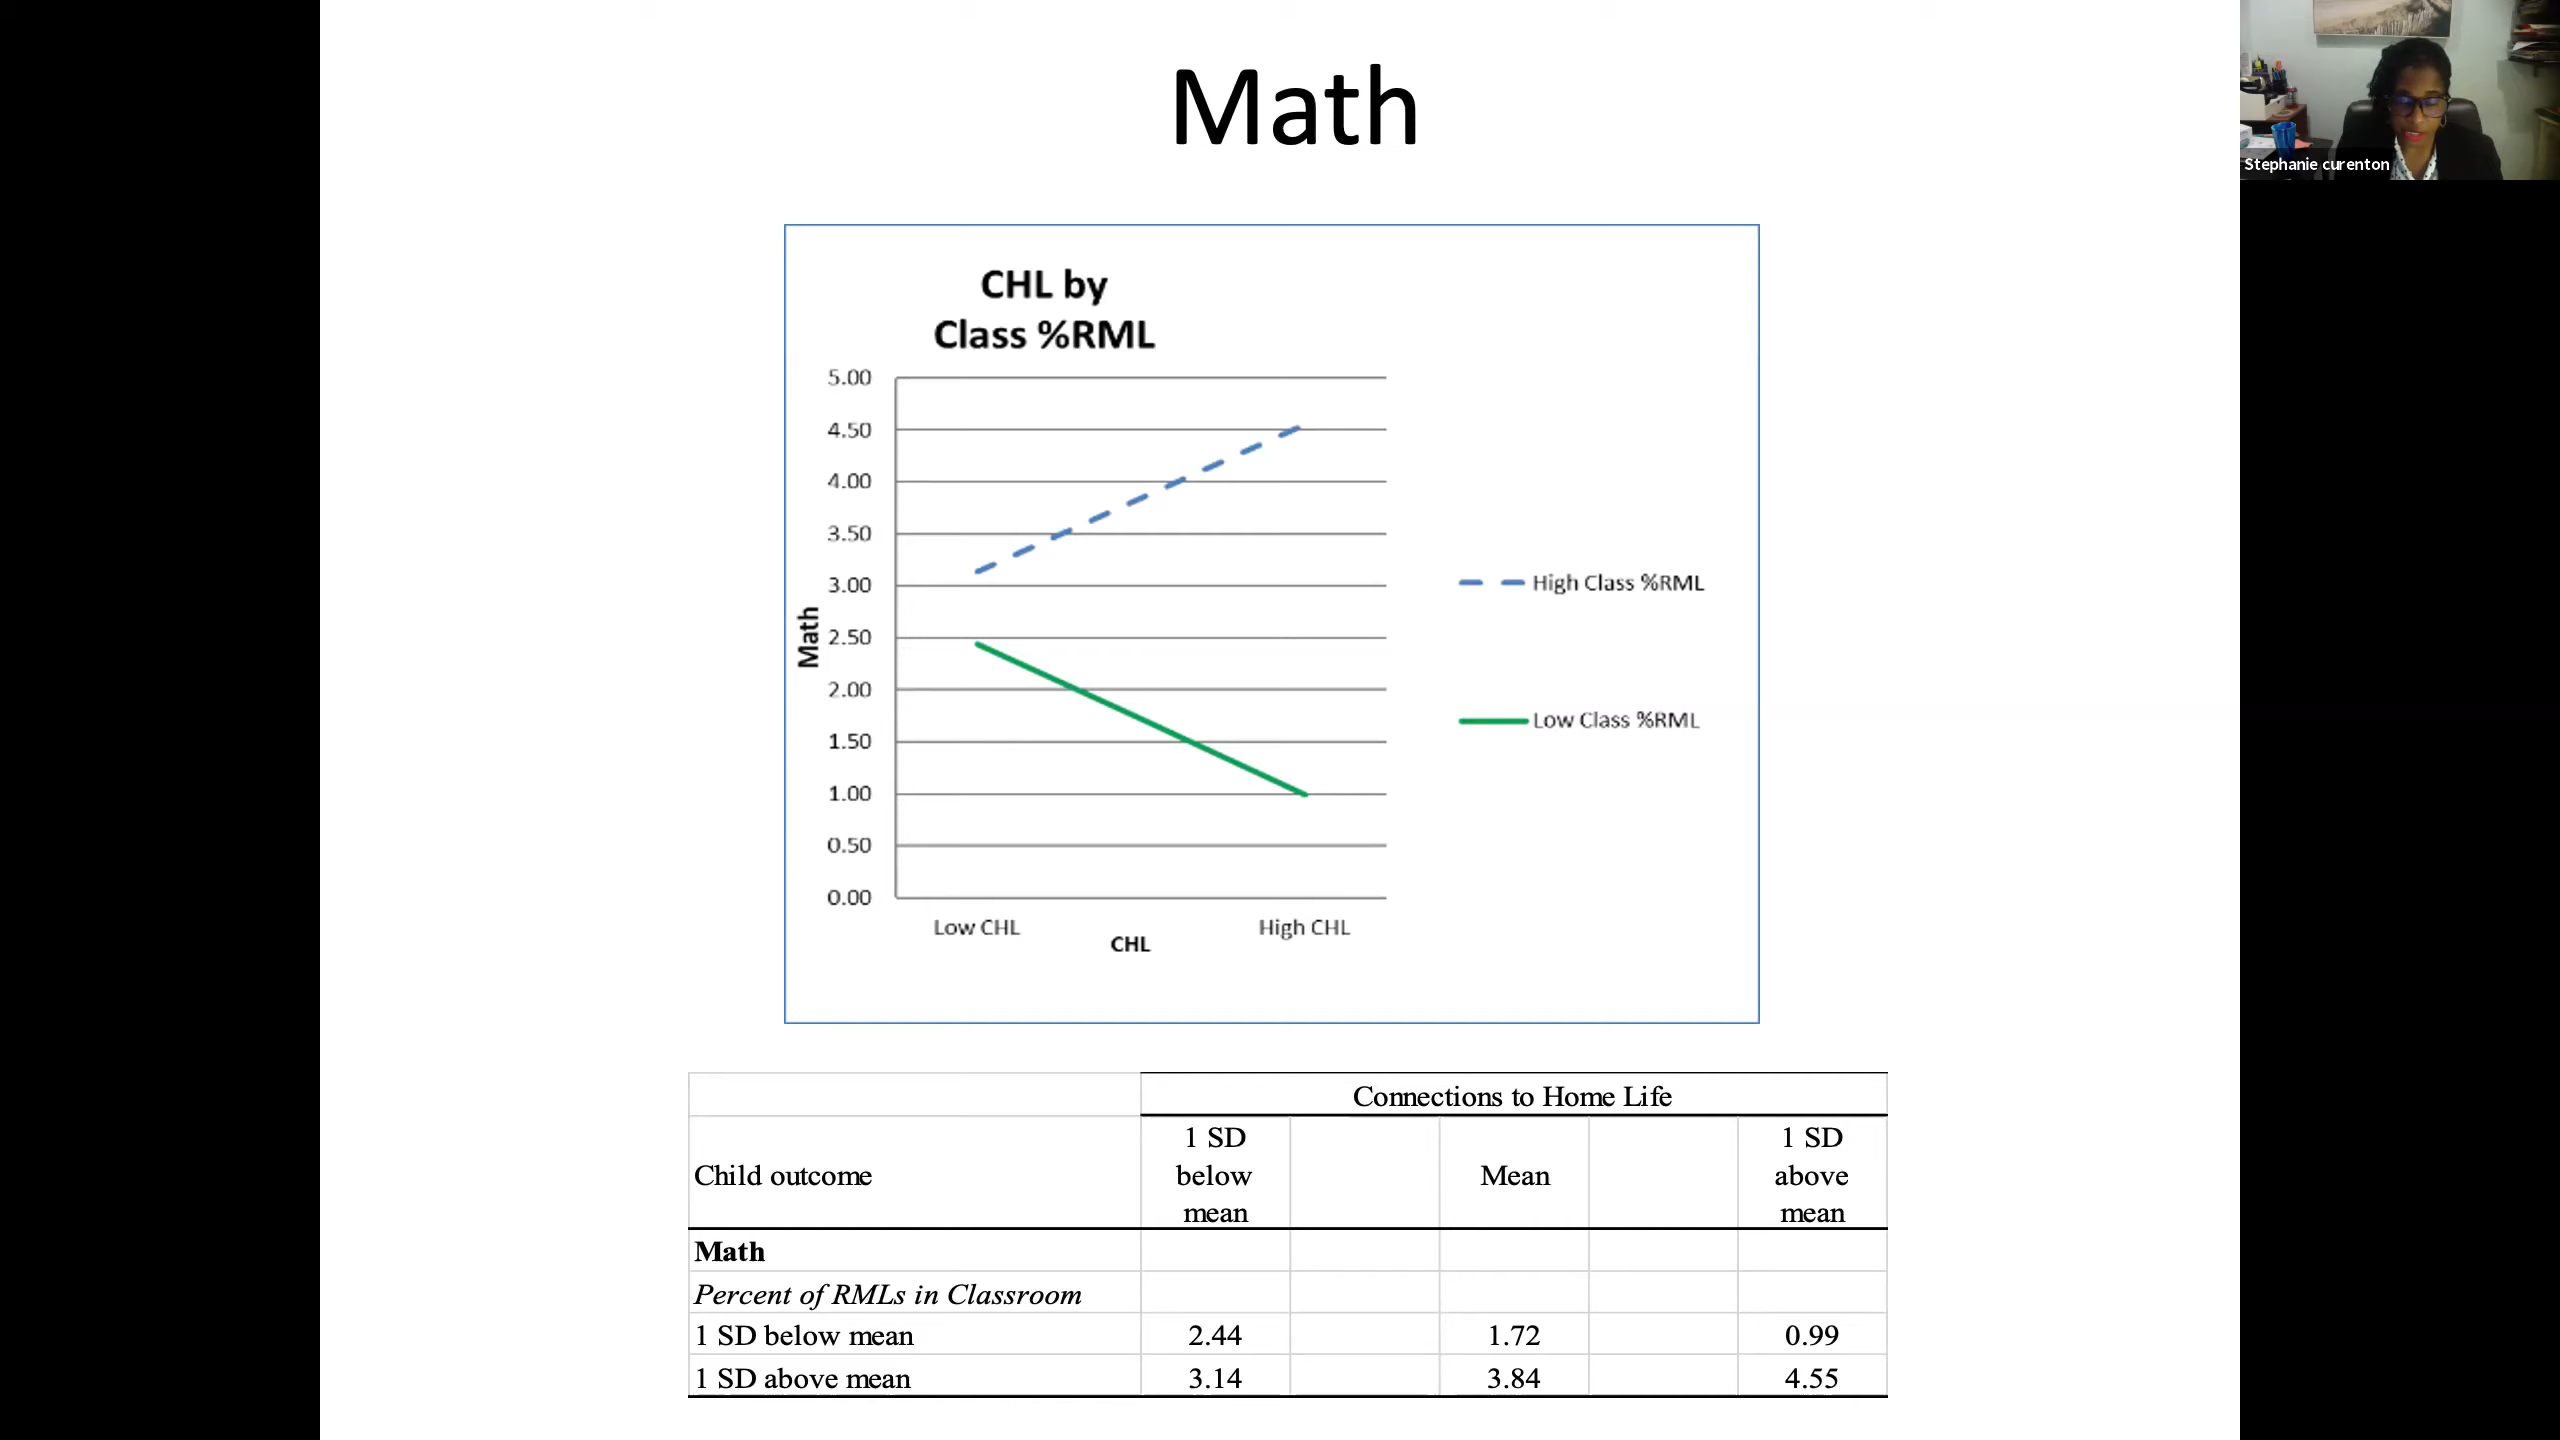 Math
Stephanie curenton
CHL by
Class %RML
5.00
4.50
4.00
3.50
3.00
2.50
2.00
1.50
1.00
0.50
0.00
Math
Low CHL
High CHL
CHL
High Class %RML
Low Class %RML
Connections to Home Life
Child outcome
1 SD
below
mean
Mean
1 SD
above
mean
Math
Percent of RMLs in Classroom
1 SD below mean 2.44 1.72 0.99
1 SD above mean 3.14 3.84 4.55